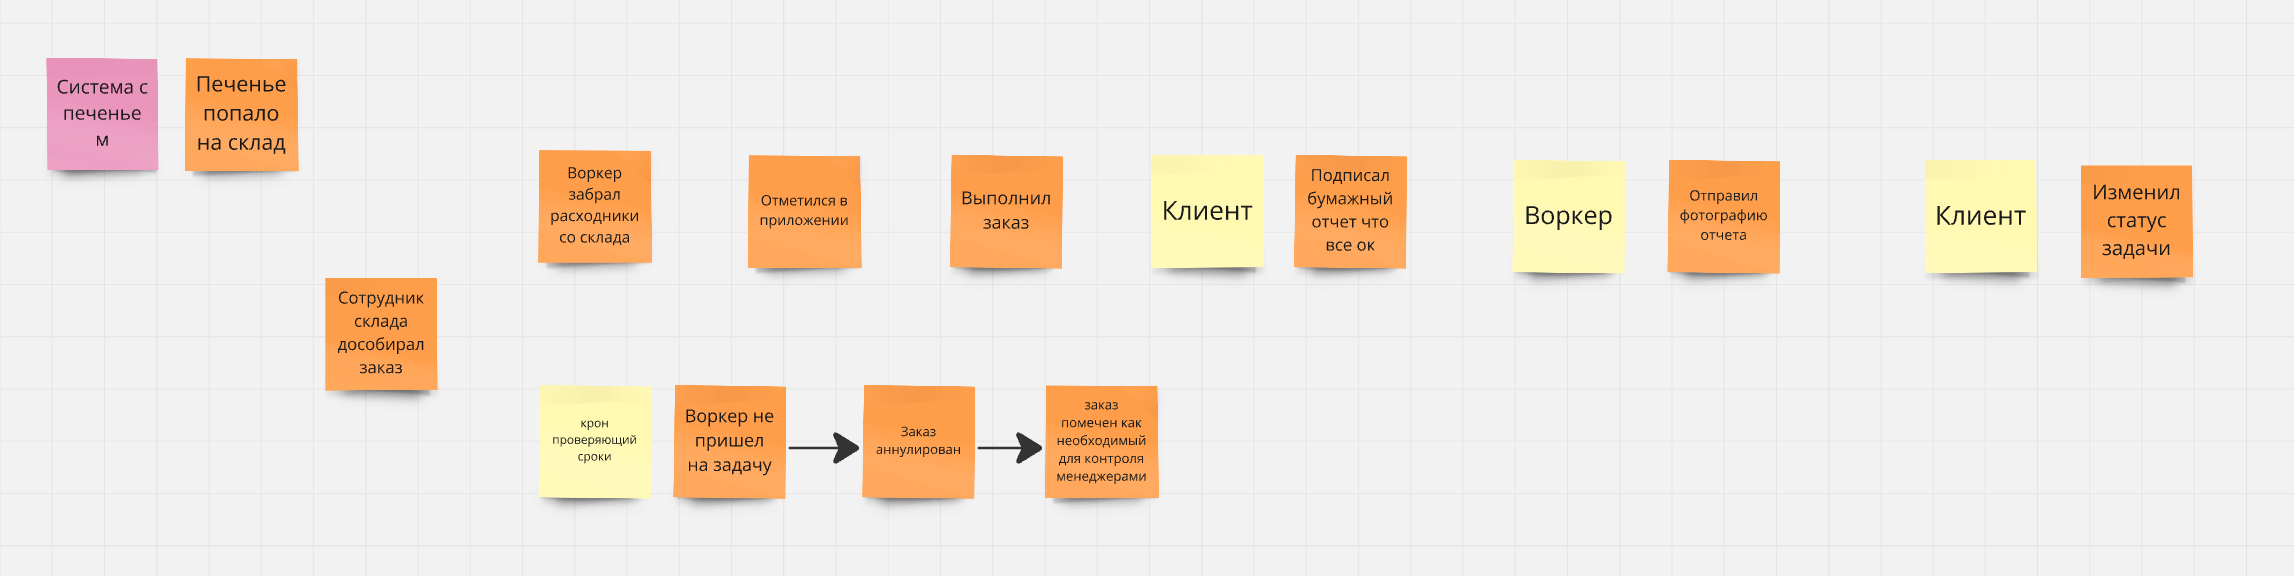 Система с
печенье
м
Печенье
попало
на склад
Воркер
забрал
расходники
со склада
Отметился в
приложении
Выполнил
заказ
Клиент
Подписал
бумажный
отчет что
все ок
Воркер
Отправил
фотографию
отчета
Клиент
Изменил
статус
задачи
Сотрудник
склада
дособирал
заказ
крон
проверяющий
сроки
Воркер не
пришел
на задачу
Заказ
аннулирован
заказ
помечен как
необходимый
для контроля
менеджерами